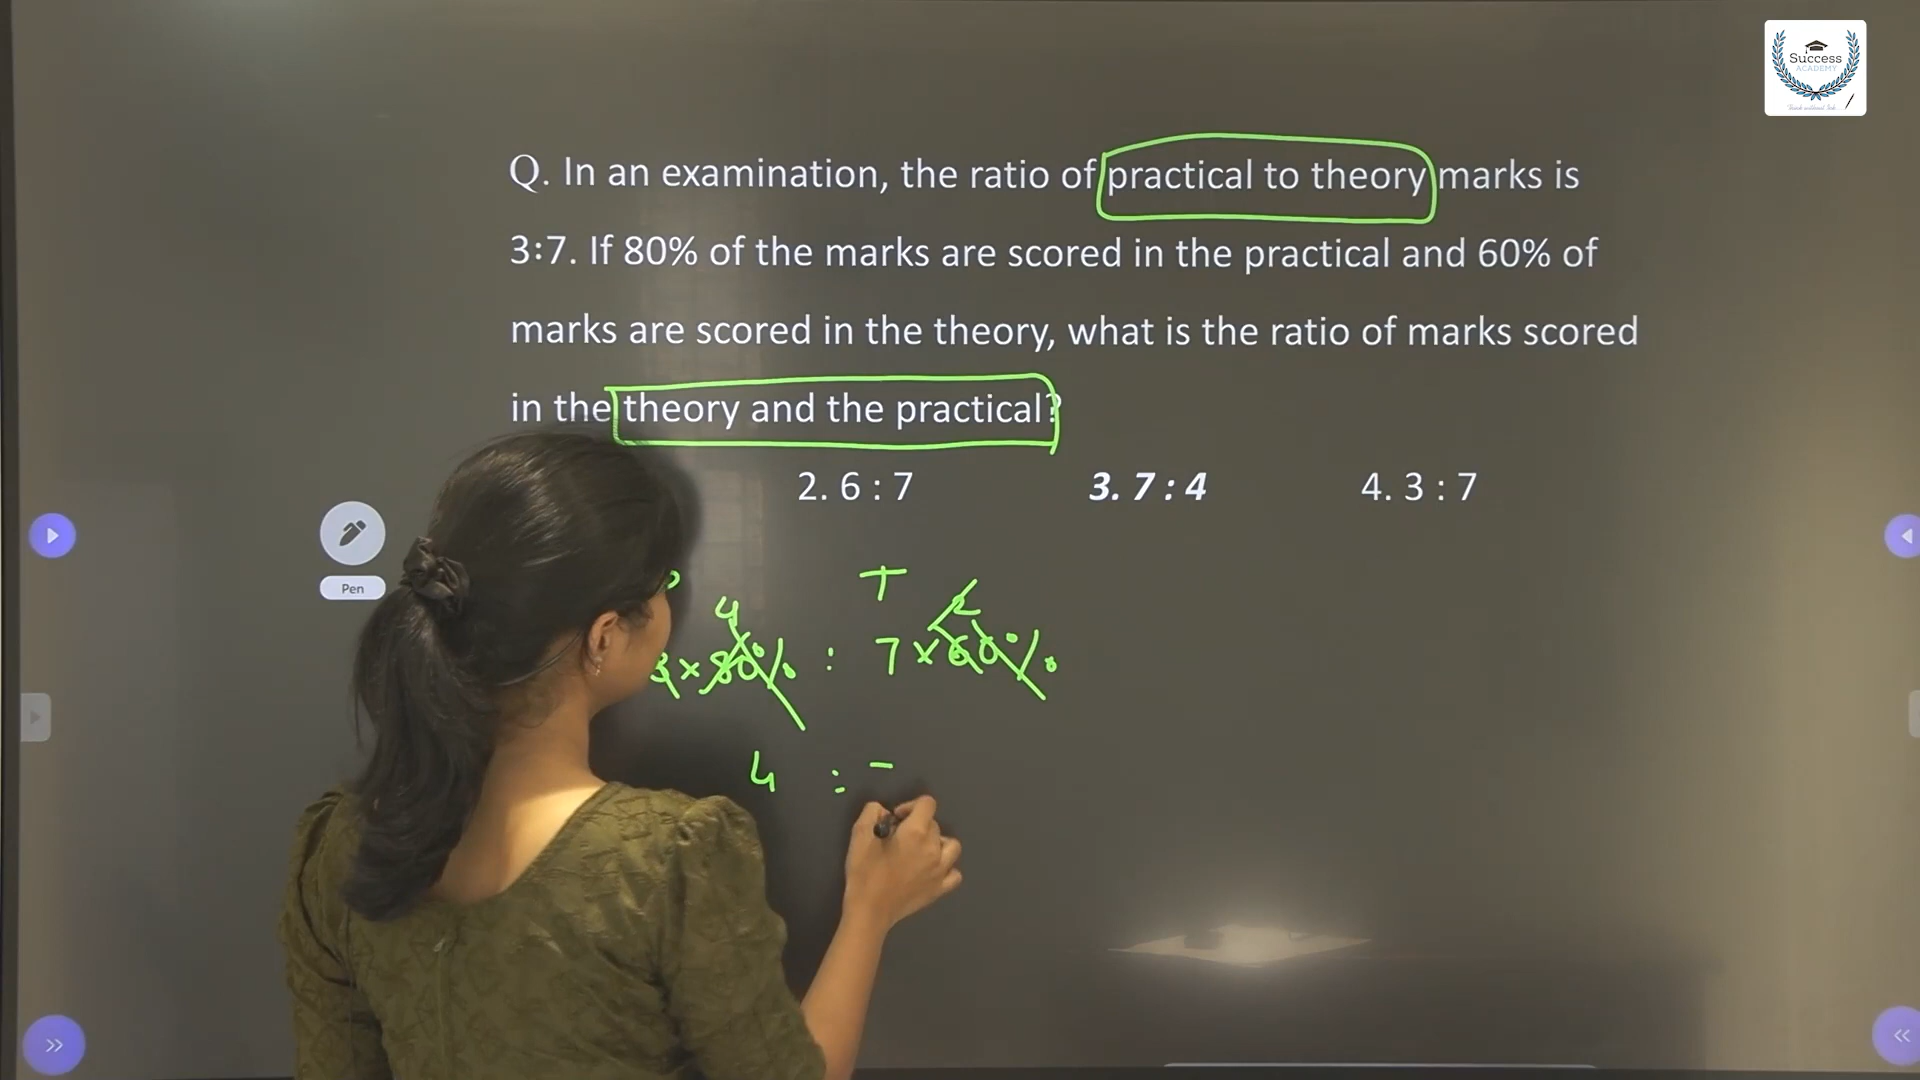 Success
ACADEMY
Q. In an examination, the ratio of practical to theory marks is
3:7. If 80% of the marks are scored in the practical and 60% of
marks are scored in the theory, what is the ratio of marks scored
in the theory and the practical?
2. 6 : 7 3. 7 : 4 4. 3 : 7
Pen
T
4 2
3 x 80% : 7 x 60%
4 :